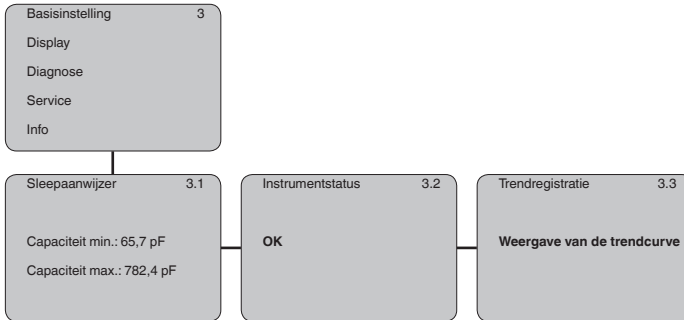 Basisinstelling 3
Display
Diagnose
Service
Info
Sleepaanwijzer 3.1
Capaciteit min.: 65,7 pF
Capaciteit max.: 782,4 pF
Instrumentstatus 3.2
OK
Trendregistratie 3.3
Weergave van de trendcurve